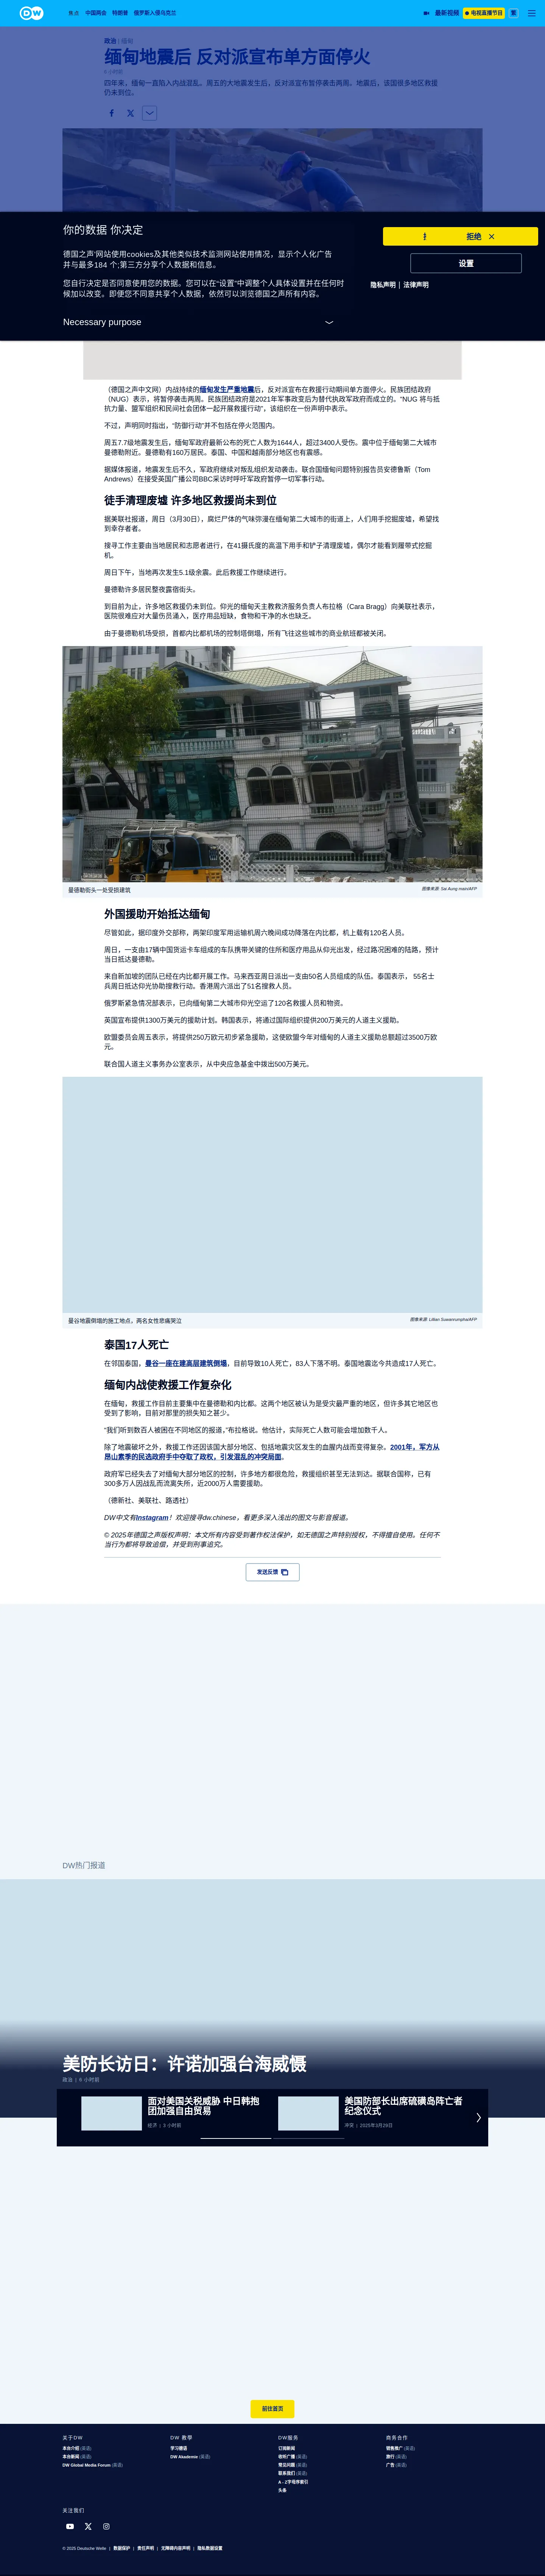 DW
焦点 中国两会 特朗普 俄罗斯入侵乌克兰
最新视频 电视直播节目 繁
政治 | 缅甸
缅甸地震后 反对派宣布单方面停火
6 小时前
四年来，缅甸一直陷入内战混乱。周五的大地震发生后，反对派宣布暂停袭击两周。地震后，该国很多地区救援
仍未到位。
你的数据 你决定
德国之声网站使用cookies及其他类似技术监测网站使用情况，显示个人化广告
并与最多184 个;第三方分享个人数据和信息。
您自行决定是否同意使用您的数据。您可以在“设置”中调整个人具体设置并在任何时
候加以改变。即便您不同意共享个人数据，依然可以浏览德国之声所有内容。
Necessary purpose
拒绝
设置
隐私声明 | 法律声明
（德国之声中文网）内战持续的缅甸发生严重地震后，反对派宣布在救援行动期间单方面停火。民族团结政府
（NUG）表示，将暂停袭击两周。民族团结政府是2021年军事政变后为替代执政军政府而成立的。“NUG 将与抵
抗力量、盟军组织和民间社会团体一起开展救援行动”，该组织在一份声明中表示。
不过，声明同时指出，“防御行动”并不包括在停火范围内。
周五7.7级地震发生后，缅甸军政府最新公布的死亡人数为1644人，超过3400人受伤。震中位于缅甸第二大城市
曼德勒附近。曼德勒有160万居民。泰国、中国和越南部分地区也有震感。
据媒体报道，地震发生后不久，军政府继续对叛乱组织发动袭击。联合国缅甸问题特别报告员安德鲁斯（Tom
Andrews）在接受英国广播公司BBC采访时呼吁军政府暂停一切军事行动。
徒手清理废墟 许多地区救援尚未到位
据美联社报道，周日（3月30日），腐烂尸体的气味弥漫在缅甸第二大城市的街道上，人们用手挖掘废墟，希望找
到幸存者者。
搜寻工作主要由当地居民和志愿者进行，在41摄氏度的高温下用手和铲子清理废墟，偶尔才能看到履带式挖掘
机。
周日下午，当地再次发生5.1级余震。此后救援工作继续进行。
曼德勒许多居民整夜露宿街头。
到目前为止，许多地区救援仍未到位。仰光的缅甸天主教救济服务负责人布拉格（Cara Bragg）向美联社表示，
医院很难应对大量伤员涌入，医疗用品短缺，食物和干净的水也缺乏。
由于曼德勒机场受损，首都内比都机场的控制塔倒塌，所有飞往这些城市的商业航班都被关闭。
曼德勒街头一处受损建筑
图像来源: Sai Aung main/AFP
外国援助开始抵达缅甸
尽管如此，据印度外交部称，两架印度军用运输机周六晚间成功降落在内比都，机上载有120名人员。
周日，一支由17辆中国货运卡车组成的车队携带关键的住所和医疗用品从仰光出发，经过路况困难的陆路，预计
当日抵达曼德勒。
来自新加坡的团队已经在内比都开展工作。马来西亚周日派出一支由50名人员组成的队伍。泰国表示， 55名士
兵周日抵达仰光协助搜救行动。香港周六派出了51名搜救人员。
俄罗斯紧急情况部表示，已向缅甸第二大城市仰光空运了120名救援人员和物资。
英国宣布提供1300万美元的援助计划。韩国表示，将通过国际组织提供200万美元的人道主义援助。
欧盟委员会周五表示，将提供250万欧元初步紧急援助，这使欧盟今年对缅甸的人道主义援助总额超过3500万欧
元。
联合国人道主义事务办公室表示，从中央应急基金中拨出500万美元。
曼谷地震倒塌的施工地点，两名女性悲痛哭泣
图像来源: Lillian Suwanrumpha/AFP
泰国17人死亡
在邻国泰国，曼谷一座在建高层建筑倒塌，目前导致10人死亡，83人下落不明。泰国地震迄今共造成17人死亡。
缅甸内战使救援工作复杂化
在缅甸，救援工作目前主要集中在曼德勒和内比都。这两个地区被认为是受灾最严重的地区，但许多其它地区也
受到了影响，目前对那里的损失知之甚少。
“我们听到数百人被困在不同地区的报道，”布拉格说。他估计，实际死亡人数可能会增加数千人。
除了地震破坏之外，救援工作还因该国大部分地区、包括地震灾区发生的血腥内战而变得复杂。2001年，军方从
昂山素季的民选政府手中夺取了政权，引发混乱的冲突局面。
政府军已经失去了对缅甸大部分地区的控制，许多地方都很危险，救援组织甚至无法到达。据联合国称，已有
300多万人因战乱而流离失所，近2000万人需要援助。
（德新社、美联社、路透社）
DW中文有Instagram！欢迎搜寻dw.chinese，看更多深入浅出的图文与影音报道。
© 2025年德国之声版权声明：本文所有内容受到著作权法保护，如无德国之声特别授权，不得擅自使用。任何不
当行为都将导致追偿，并受到刑事追究。
发送反馈
DW热门报道
美防长访日：许诺加强台海威慑
政治 | 6 小时前
面对美国关税威胁 中日韩抱
团加强自由贸易
经济 | 3 小时前
美国防部长出席硫磺岛阵亡者
纪念仪式
冲突 | 2025年3月29日
前往首页
关于DW
本台介绍 (英语)
本台新闻 (英语)
DW Global Media Forum (英语)
DW 教學
学习德语
DW Akademie (英语)
DW服务
订阅新闻
收听广播 (英语)
常见问题 (英语)
联系我们 (英语)
A - Z字母序索引
头条
商务合作
销售推广 (英语)
旅行 (英语)
广告 (英语)
关注我们
© 2025 Deutsche Welle | 数据保护 | 责任声明 | 无障碍内容声明 | 隐私数据设置